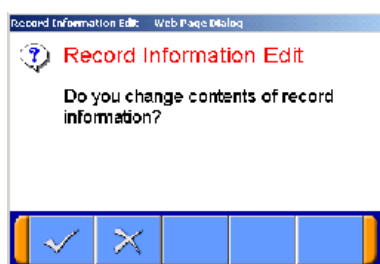 Record Information Edit: Web Page Dialog
Record Information Edit
Do you change contents of record
information?